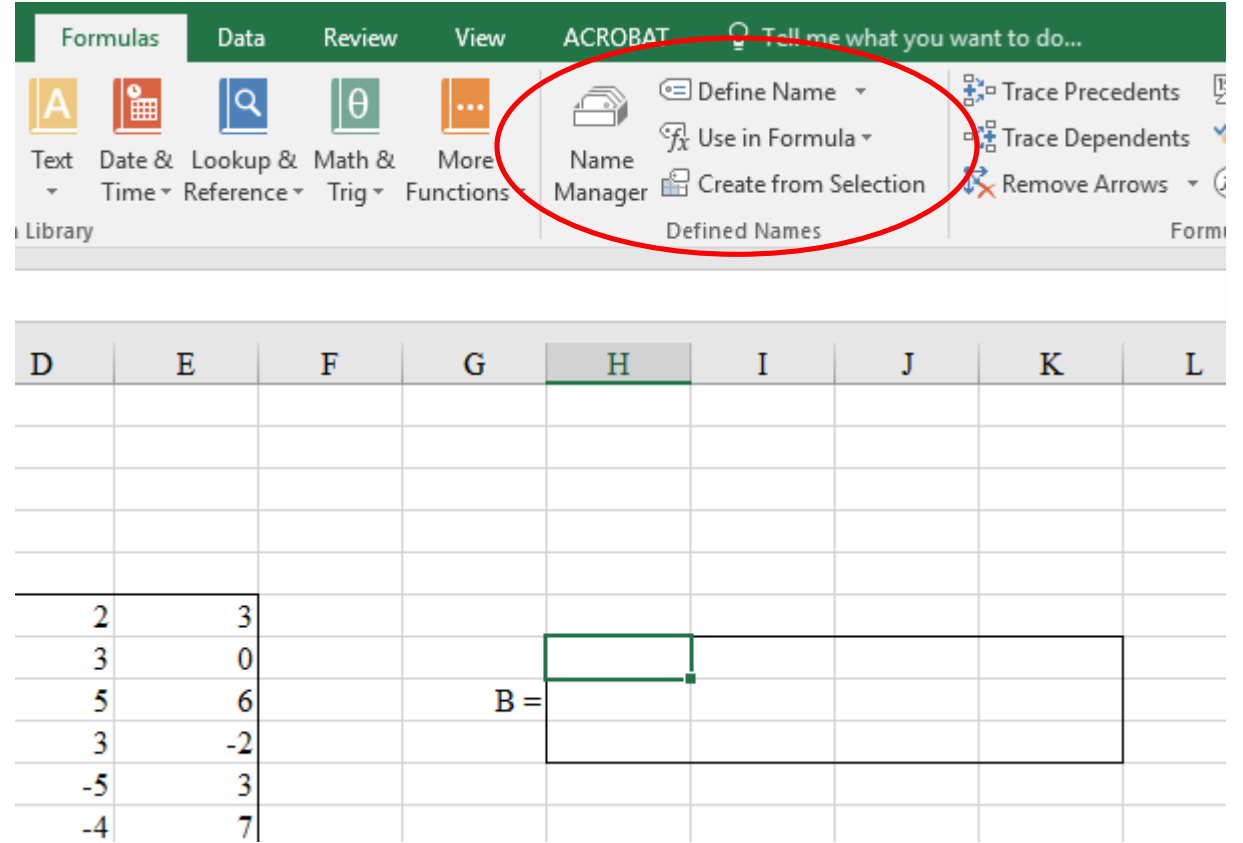 Formulas Data Review View ACROBAT Tell me what you want to do...
Define Name Trace Precedents
Use in Formula Trace Dependents
Text Date & Lookup & Math & More Name
Time Reference Trig Functions Manager Create from Selection Remove Arrows
Library Defined Names
D E F G H I J K L
2 3
3 0
5 6 B =
3 -2
-5 3
-4 7